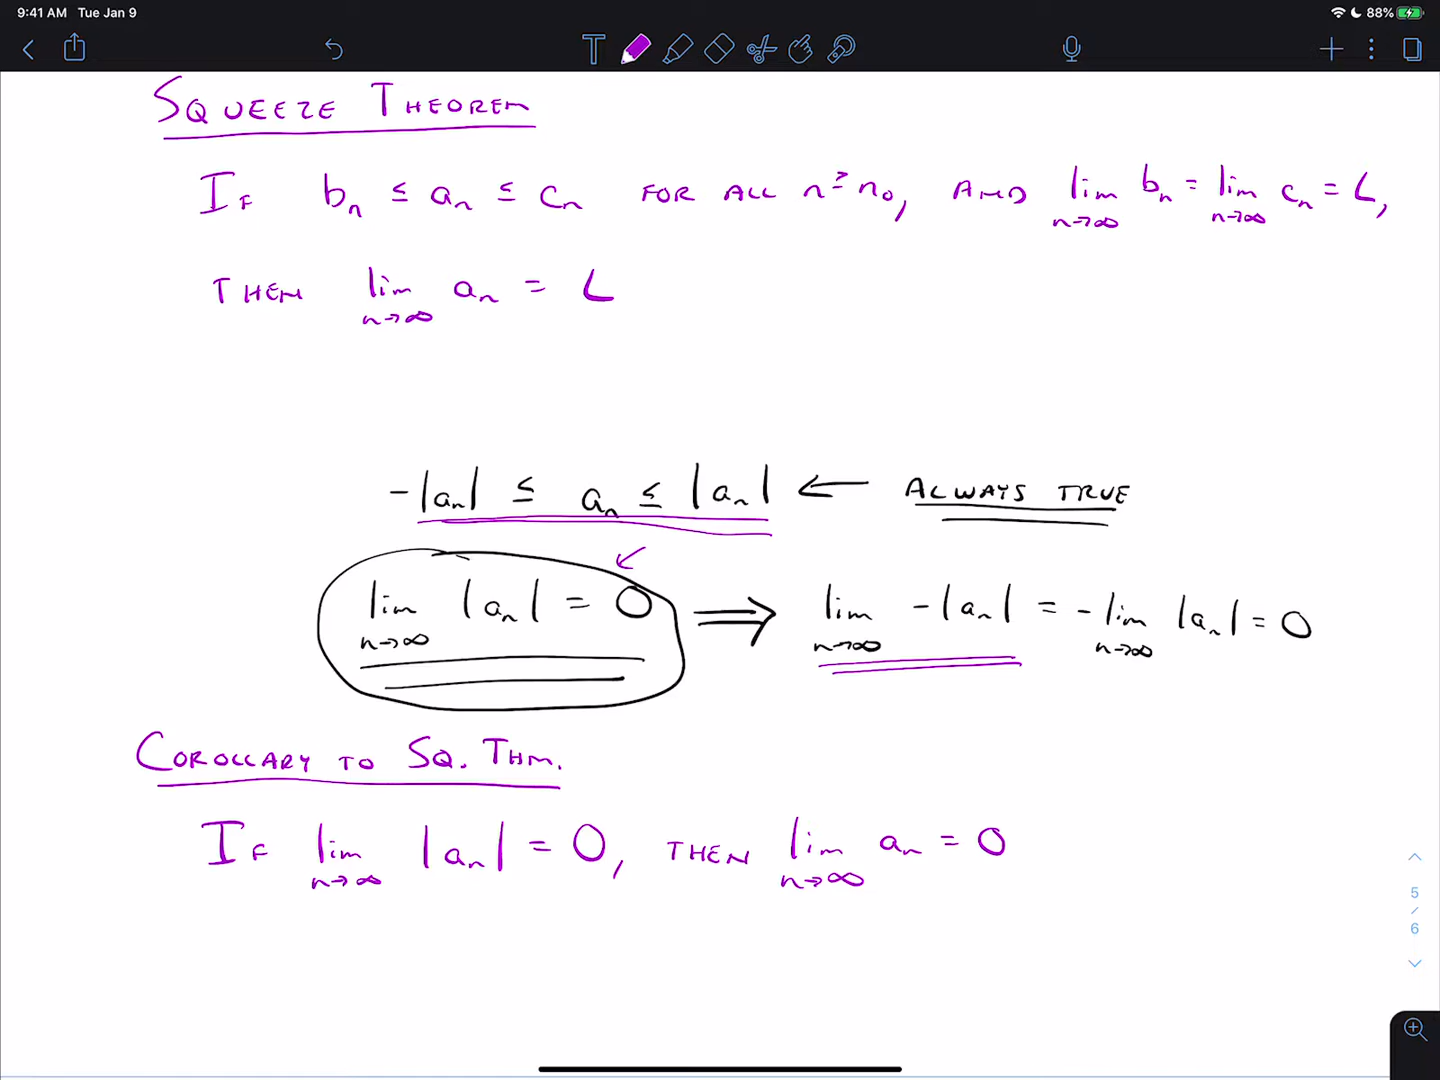 9:41 AM Tue Jan 9 88%
SQUEEZE THEOREM
IF bₙ ≤ aₙ ≤ cₙ FOR ALL n ≥ n₀, AND lim n→∞ bₙ = lim n→∞ cₙ = L,
THEN lim n→∞ aₙ = L
-|aₙ| ≤ aₙ ≤ |aₙ| ← ALWAYS TRUE
lim n→∞ |aₙ| = 0 ⟹ lim n→∞ -|aₙ| = - lim n→∞ |aₙ| = 0
COROLLARY TO SQ. THM.
IF lim n→∞ |aₙ| = 0, THEN lim n→∞ aₙ = 0
5
/
6